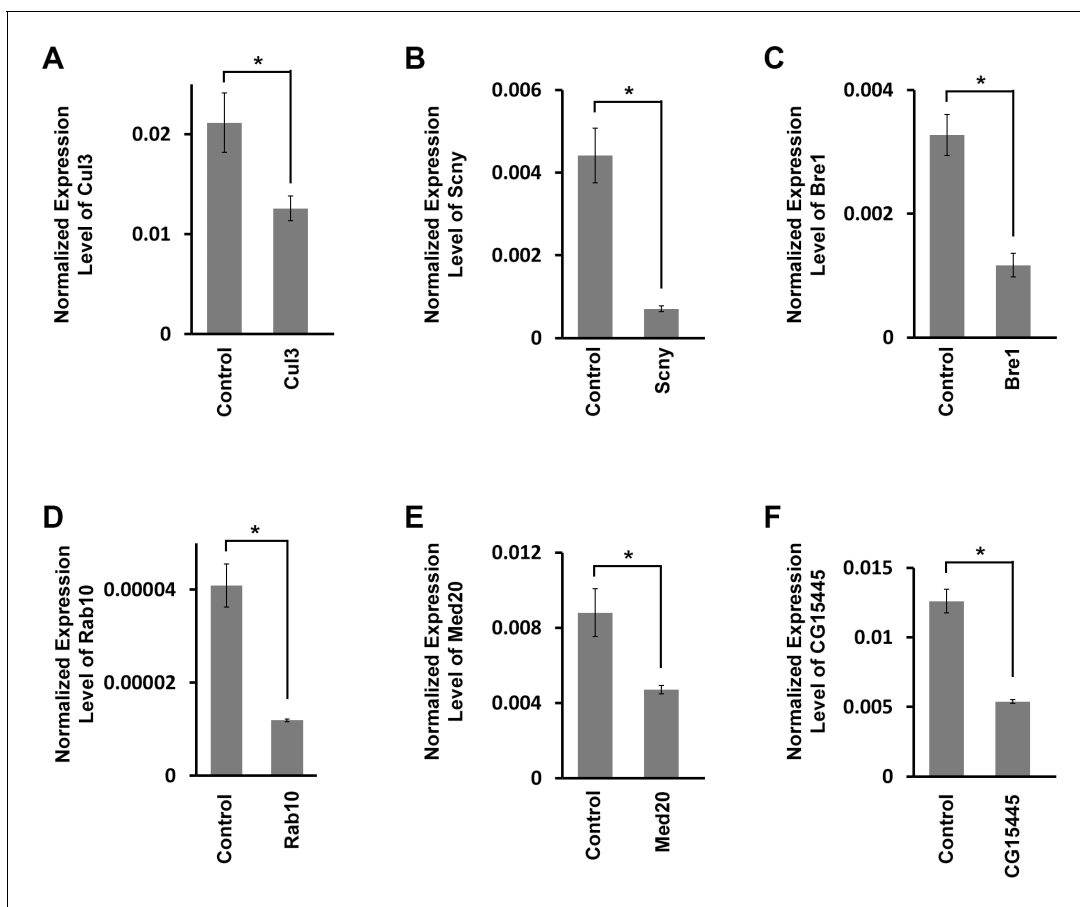 A
Normalized Expression
Level of Cul3
*
0.02
0.01
0
Control
Cul3
B
Normalized Expression
Level of Scny
*
0.006
0.004
0.002
0
Control
Scny
C
Normalized Expression
Level of Bre1
*
0.004
0.002
0
Control
Bre1
D
Normalized Expression
Level of Rab10
*
0.00004
0.00002
0
Control
Rab10
E
Normalized Expression
Level of Med20
*
0.012
0.008
0.004
0
Control
Med20
F
Normalized Expression
Level of CG15445
*
0.015
0.01
0.005
0
Control
CG15445